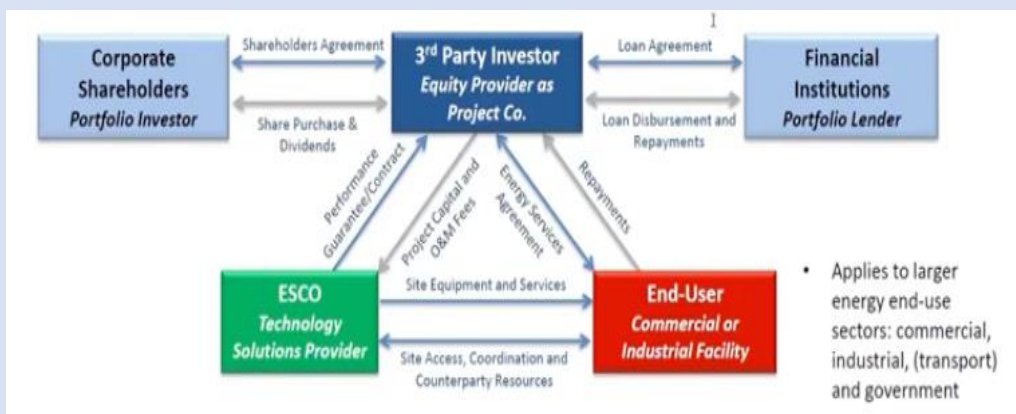 Corporate
Shareholders
Portfolio Investor
Shareholders Agreement
Share Purchase &
Dividends
3rd Party Investor
Equity Provider as
Project Co.
Loan Agreement
Loan Disbursement and
Repayments
Financial
Institutions
Portfolio Lender
Performance
Guarantee/Contract
Project Capital and
O&M Fees
Energy Services
Agreement
Repayments
ESCO
Technology
Solutions Provider
Site Equipment and Services
Site Access, Coordination and
Counterparty Resources
End-User
Commercial or
Industrial Facility
• Applies to larger
energy end-use
sectors: commercial,
industrial, (transport)
and government